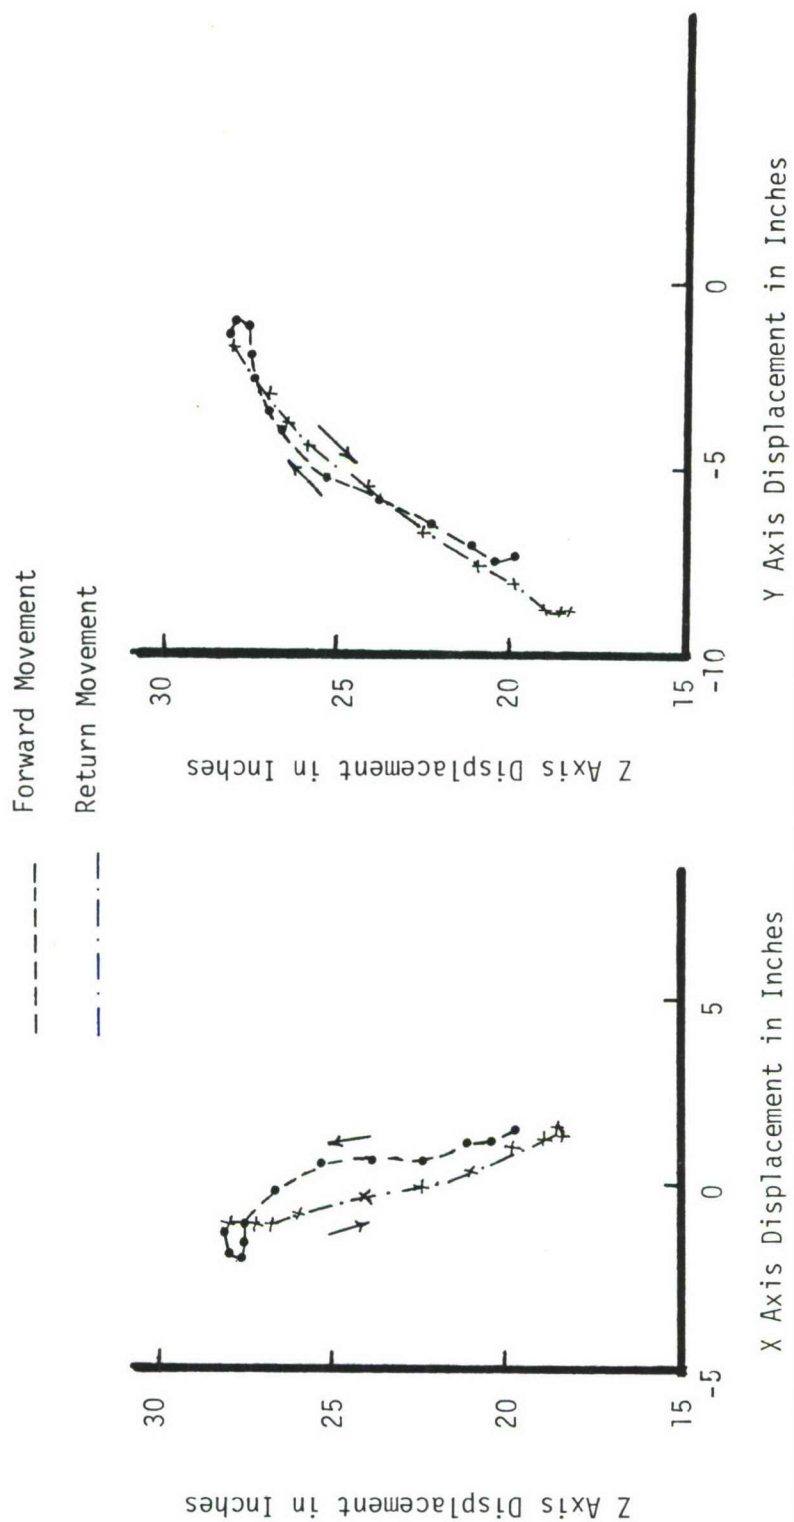 Forward Movement
Return Movement
Z Axis Displacement in Inches
30
25
20
15
-5
0
5
X Axis Displacement in Inches
Z Axis Displacement in Inches
30
25
20
15
-10
-5
0
Y Axis Displacement in Inches